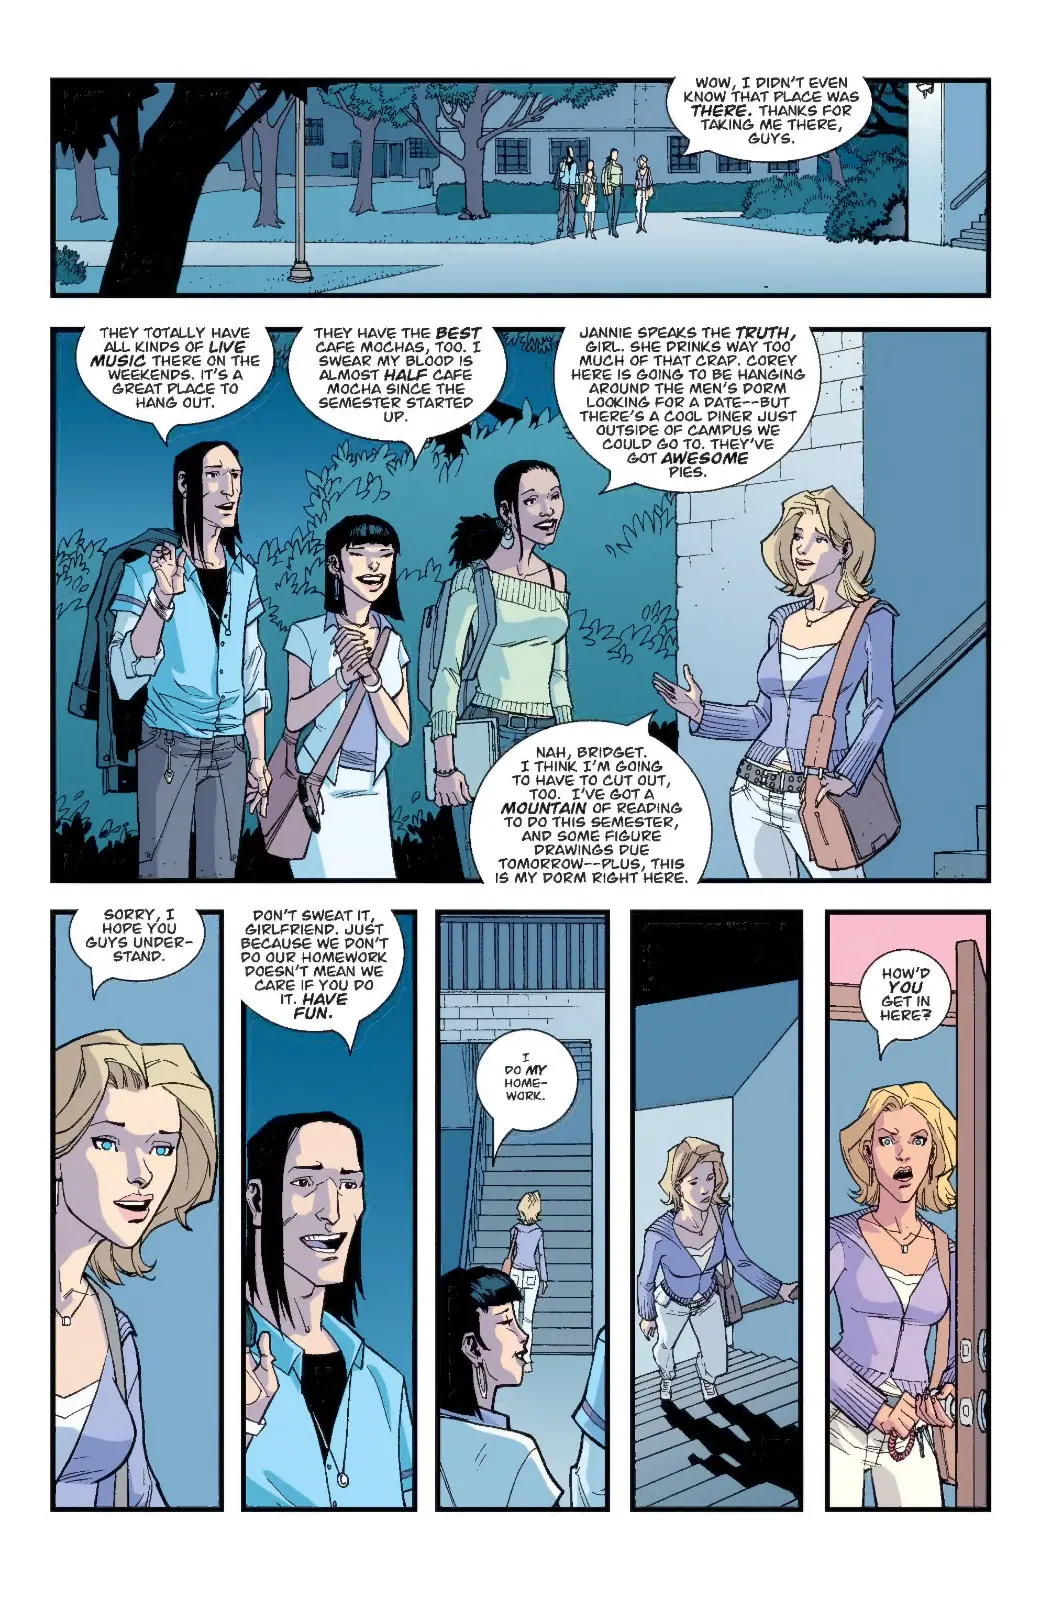 WOW, I DIDN'T EVEN
KNOW THAT PLACE WAS
THERE. THANKS FOR
TAKING ME THERE,
GUYS.
THEY TOTALLY HAVE
ALL KINDS OF LIVE
MUSIC THERE ON THE
WEEKENDS. IT'S A
GREAT PLACE TO
HANG OUT.
THEY HAVE THE BEST
CAFE MOCHAS, TOO. I
SWEAR MY BLOOD IS
ALMOST HALF CAFE
MOCHA SINCE THE
SEMESTER STARTED
UP.
JANNIE SPEAKS THE TRUTH,
GIRL. SHE DRINKS WAY TOO
MUCH OF THAT CRAP. COREY
HERE IS GOING TO BE HANGING
AROUND THE MEN'S DORM
LOOKING FOR A DATE--BUT
THERE'S A COOL DINER JUST
OUTSIDE OF CAMPUS WE
COULD GO TO. THEY'VE
GOT AWESOME
PIES.
NAH, BRIDGET.
I THINK I'M GOING
TO HAVE TO CUT OUT,
TOO. I'VE GOT A
MOUNTAIN OF READING
TO DO THIS SEMESTER,
AND SOME FIGURE
DRAWINGS DUE
TOMORROW--PLUS, THIS
IS MY DORM RIGHT HERE.
SORRY, I
HOPE YOU
GUYS UNDER-
STAND.
DON'T SWEAT IT,
GIRLFRIEND. JUST
BECAUSE WE DON'T
DO OUR HOMEWORK
DOESN'T MEAN WE
CARE IF YOU DO
IT. HAVE
FUN.
I
DO MY
HOME-
WORK.
HOW'D
YOU
GET IN
HERE?